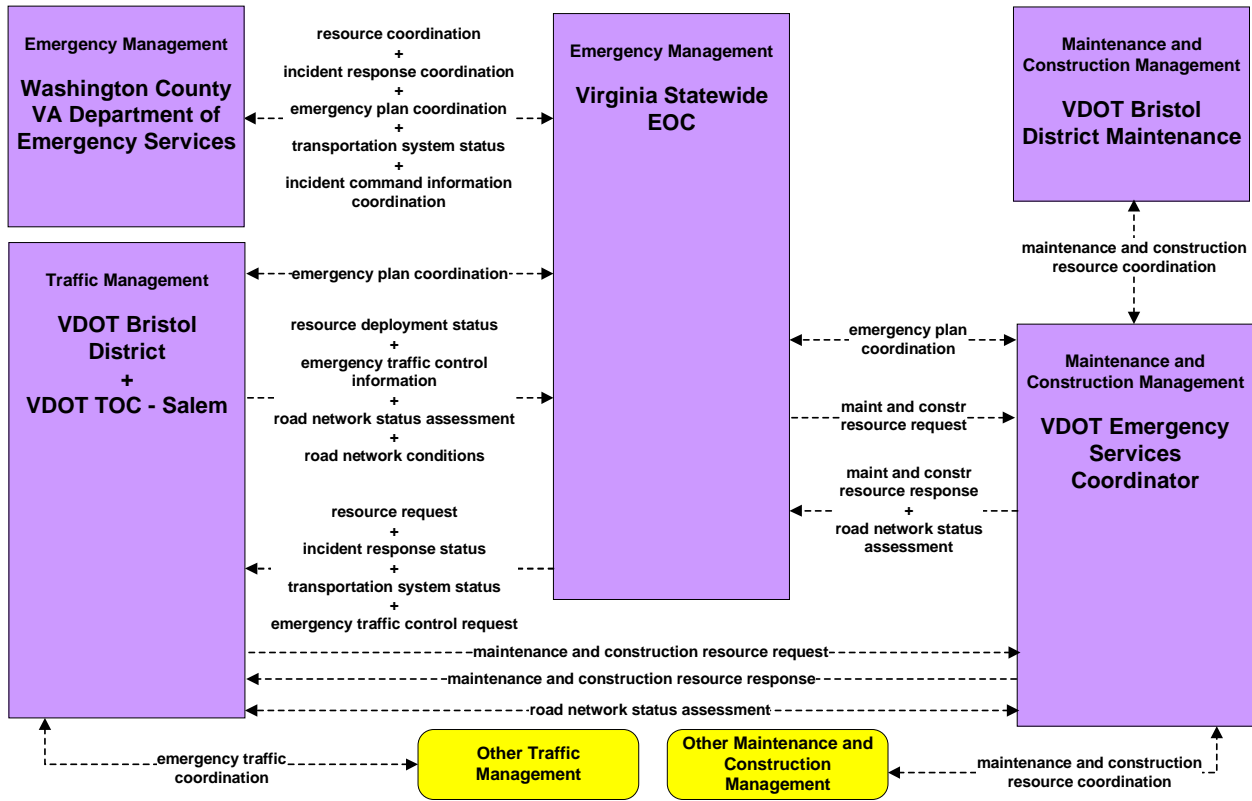 Emergency Management
Washington County
VA Department of
Emergency Services
resource coordination
+
incident response coordination
+
emergency plan coordination
+
transportation system status
+
incident command information
coordination
Emergency Management
Virginia Statewide
EOC
Maintenance and
Construction Management
VDOT Bristol
District Maintenance
maintenance and construction
resource coordination
Traffic Management
VDOT Bristol
District
+
VDOT TOC - Salem
emergency plan coordination
resource deployment status
+
emergency traffic control
information
+
road network status assessment
+
road network conditions
resource request
+
incident response status
+
transportation system status
+
emergency traffic control request
emergency plan
coordination
maint and constr
resource request
maint and constr
resource response
+
road network status
assessment
Maintenance and
Construction Management
VDOT Emergency
Services
Coordinator
maintenance and construction resource request
maintenance and construction resource response
road network status assessment
emergency traffic
coordination
Other Traffic
Management
Other Maintenance and
Construction
Management
maintenance and construction
resource coordination